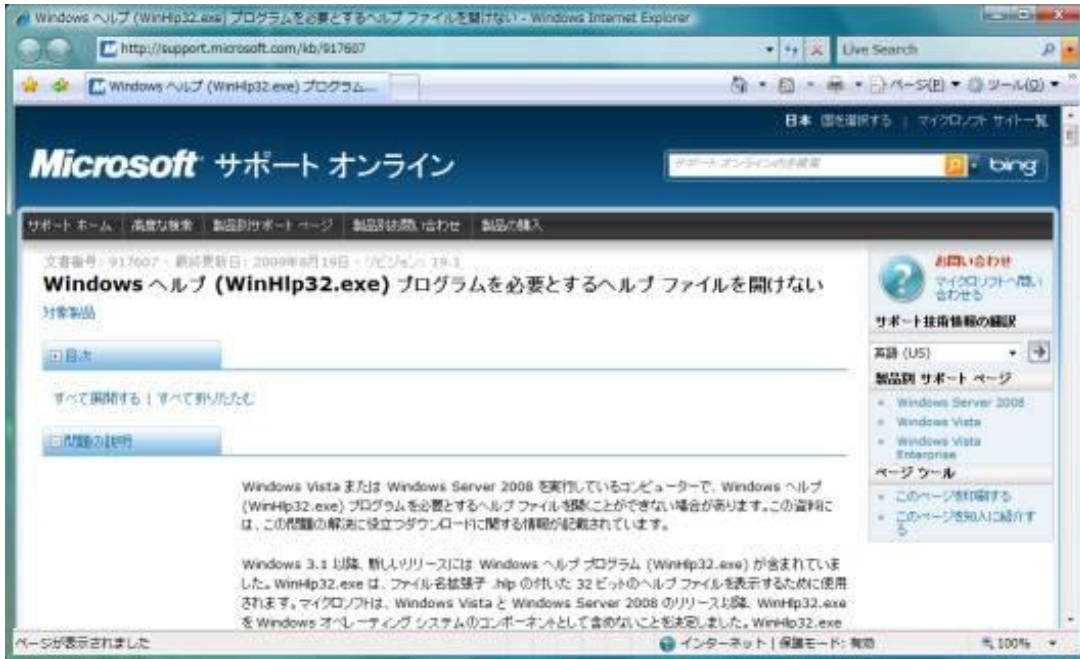 Windows ヘルプ (WinHlp32.exe) プログラムを必要とするヘルプ ファイルを開けない - Windows Internet Explorer
http://support.microsoft.com/kb/917607
Live Search
Windows ヘルプ (WinHlp32.exe) プログラム...
ページ(P) ツール(O)
日本 国を選択する | マイクロソフト サイト一覧
Microsoft サポート オンライン
サポート オンライン内を検索
bing
サポート ホーム 高度な検索 製品別サポート ページ 製品別お問い合わせ 製品の購入
文書番号: 917607 - 最終更新日: 2009年8月19日 - リビジョン: 19.1
Windows ヘルプ (WinHlp32.exe) プログラムを必要とするヘルプ ファイルを開けない
対象製品
目次
すべて展開する | すべて折りたたむ
問題の説明
Windows Vista または Windows Server 2008 を実行しているコンピューターで、Windows ヘルプ
(WinHlp32.exe) プログラムを必要とするヘルプ ファイルを開くことができない場合があります。この資料に
は、この問題の解決に役立つダウンロードに関する情報が記載されています。
Windows 3.1 以降、新しいリリースには Windows ヘルプ プログラム (WinHlp32.exe) が含まれていま
した。WinHlp32.exe は、ファイル名拡張子 .hlp の付いた 32 ビットのヘルプ ファイルを表示するために使用
されます。マイクロソフトは、Windows Vista と Windows Server 2008 のリリース以降、WinHlp32.exe
を Windows オペレーティング システムのコンポーネントとして含めないことを決定しました。WinHlp32.exe
お問い合わせ
マイクロソフトへ問い
合わせる
サポート技術情報の翻訳
英語 (US)
製品別 サポート ページ
Windows Server 2008
Windows Vista
Windows Vista
Enterprise
ページ ツール
このページを印刷する
このページを知人に紹介す
る
ページが表示されました
インターネット | 保護モード: 有効
100%